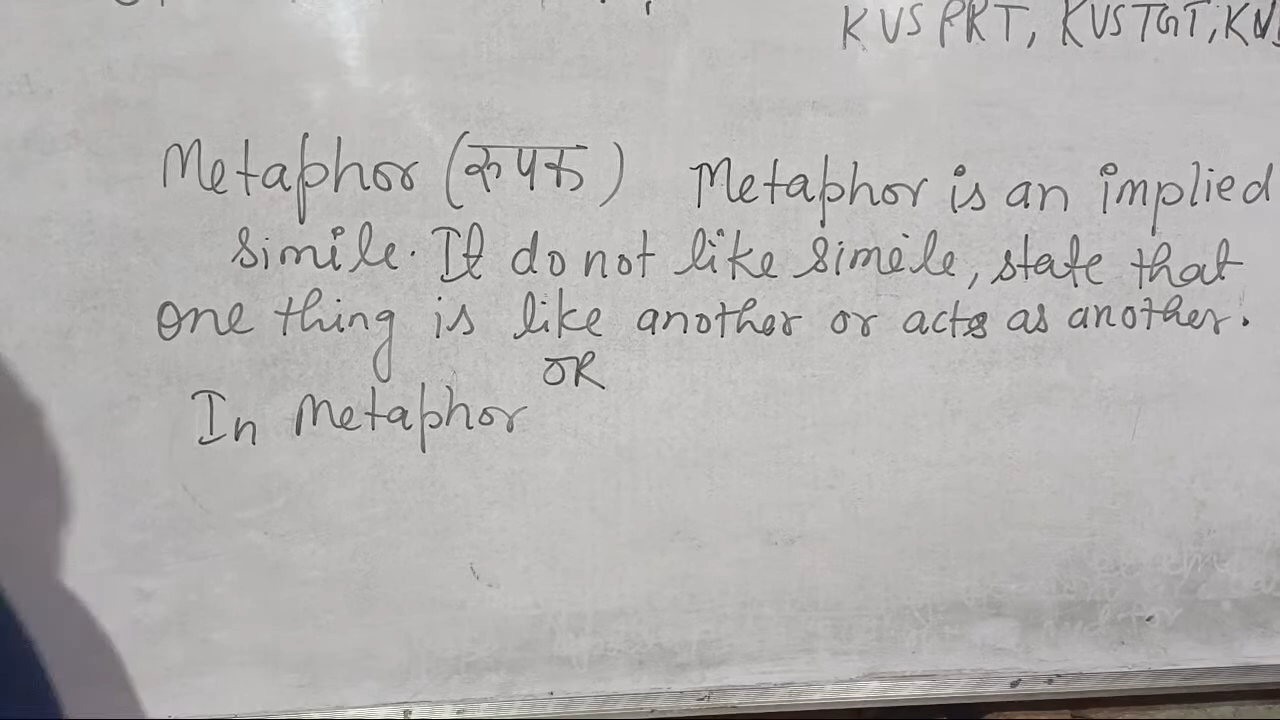 KVS PRT, KVS TGT, KV
Metaphor (रूपक) Metaphor is an implied
simile. It do not like simile, state that
one thing is like another or acts as another.
OR
In Metaphor